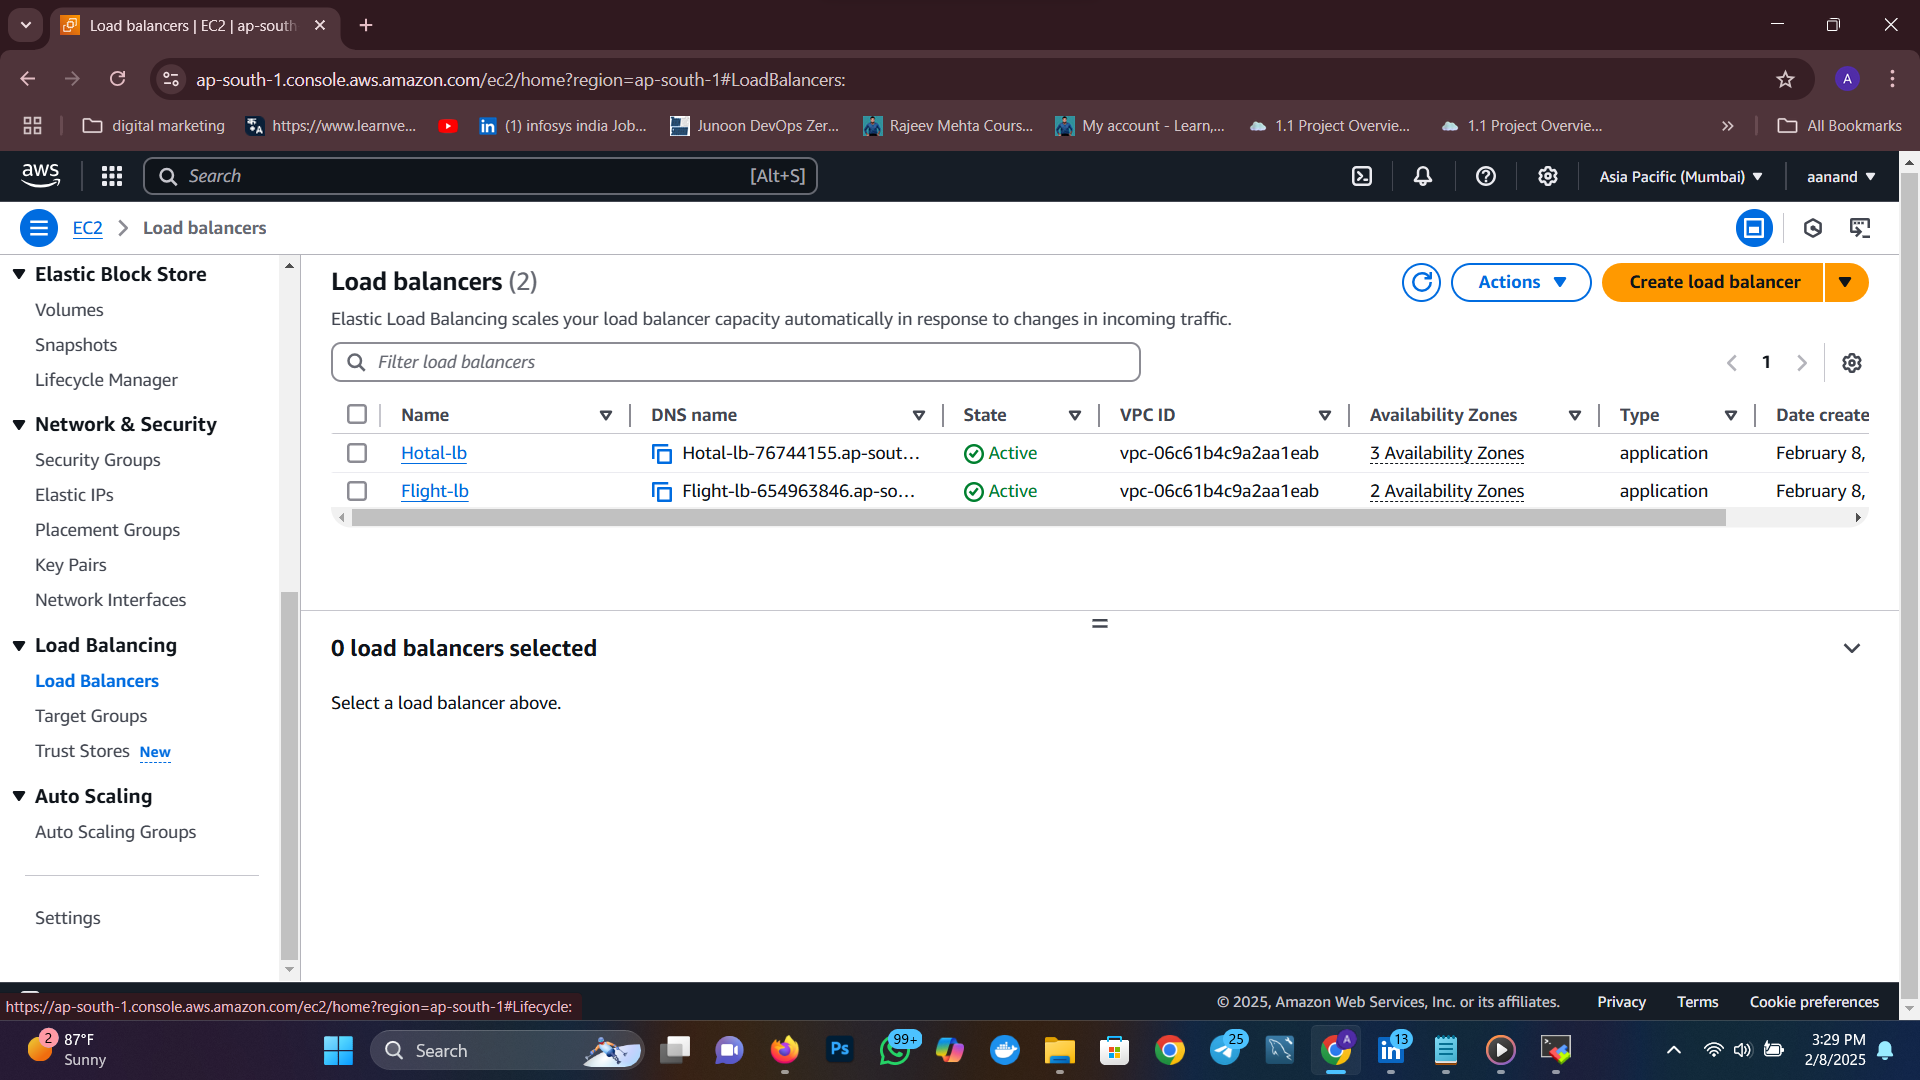 Load balancers | EC2 | ap-south
ap-south-1.console.aws.amazon.com/ec2/home?region=ap-south-1#LoadBalancers:
A
digital marketing
https://www.learnve...
(1) infosys india Job...
Junoon DevOps Zer...
Rajeev Mehta Cours...
My account - Learn,...
1.1 Project Overvie...
1.1 Project Overvie...
All Bookmarks
aws
Search
[Alt+S]
Asia Pacific (Mumbai)
aanand
EC2
Load balancers
Elastic Block Store
Volumes
Snapshots
Lifecycle Manager
Network & Security
Security Groups
Elastic IPs
Placement Groups
Key Pairs
Network Interfaces
Load Balancing
Load Balancers
Target Groups
Trust Stores New
Auto Scaling
Auto Scaling Groups
Settings
Load balancers (2)
Actions
Create load balancer
Elastic Load Balancing scales your load balancer capacity automatically in response to changes in incoming traffic.
Filter load balancers
1
Name DNS name State VPC ID Availability Zones Type Date create
Hotal-lb Hotal-lb-76744155.ap-sout... Active vpc-06c61b4c9a2aa1eab 3 Availability Zones application February 8,
Flight-lb Flight-lb-654963846.ap-so... Active vpc-06c61b4c9a2aa1eab 2 Availability Zones application February 8,
0 load balancers selected
Select a load balancer above.
https://ap-south-1.console.aws.amazon.com/ec2/home?region=ap-south-1#Lifecycle:
© 2025, Amazon Web Services, Inc. or its affiliates.
Privacy
Terms
Cookie preferences
2
87°F
Sunny
Search
Ps
99+
25
A
in
13
3:29 PM
2/8/2025